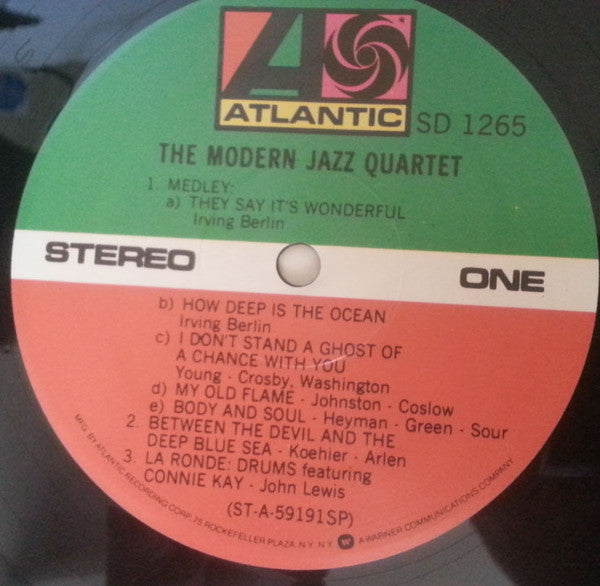 ATLANTIC
SD 1265
THE MODERN JAZZ QUARTET
1. MEDLEY:
a) THEY SAY IT'S WONDERFUL
Irving Berlin
STEREO
ONE
b) HOW DEEP IS THE OCEAN
Irving Berlin
c) I DON'T STAND A GHOST OF
A CHANCE WITH YOU
Young - Crosby, Washington
d) MY OLD FLAME - Johnston - Coslow
e) BODY AND SOUL - Heyman - Green - Sour
2. BETWEEN THE DEVIL AND THE
DEEP BLUE SEA - Koehler - Arlen
3. LA RONDE: DRUMS featuring
CONNIE KAY - John Lewis
(ST-A-59191SP)
MFG. BY ATLANTIC RECORDING CORP. 75 ROCKEFELLER PLAZA, N.Y. N.Y. W A WARNER COMMUNICATIONS COMPANY